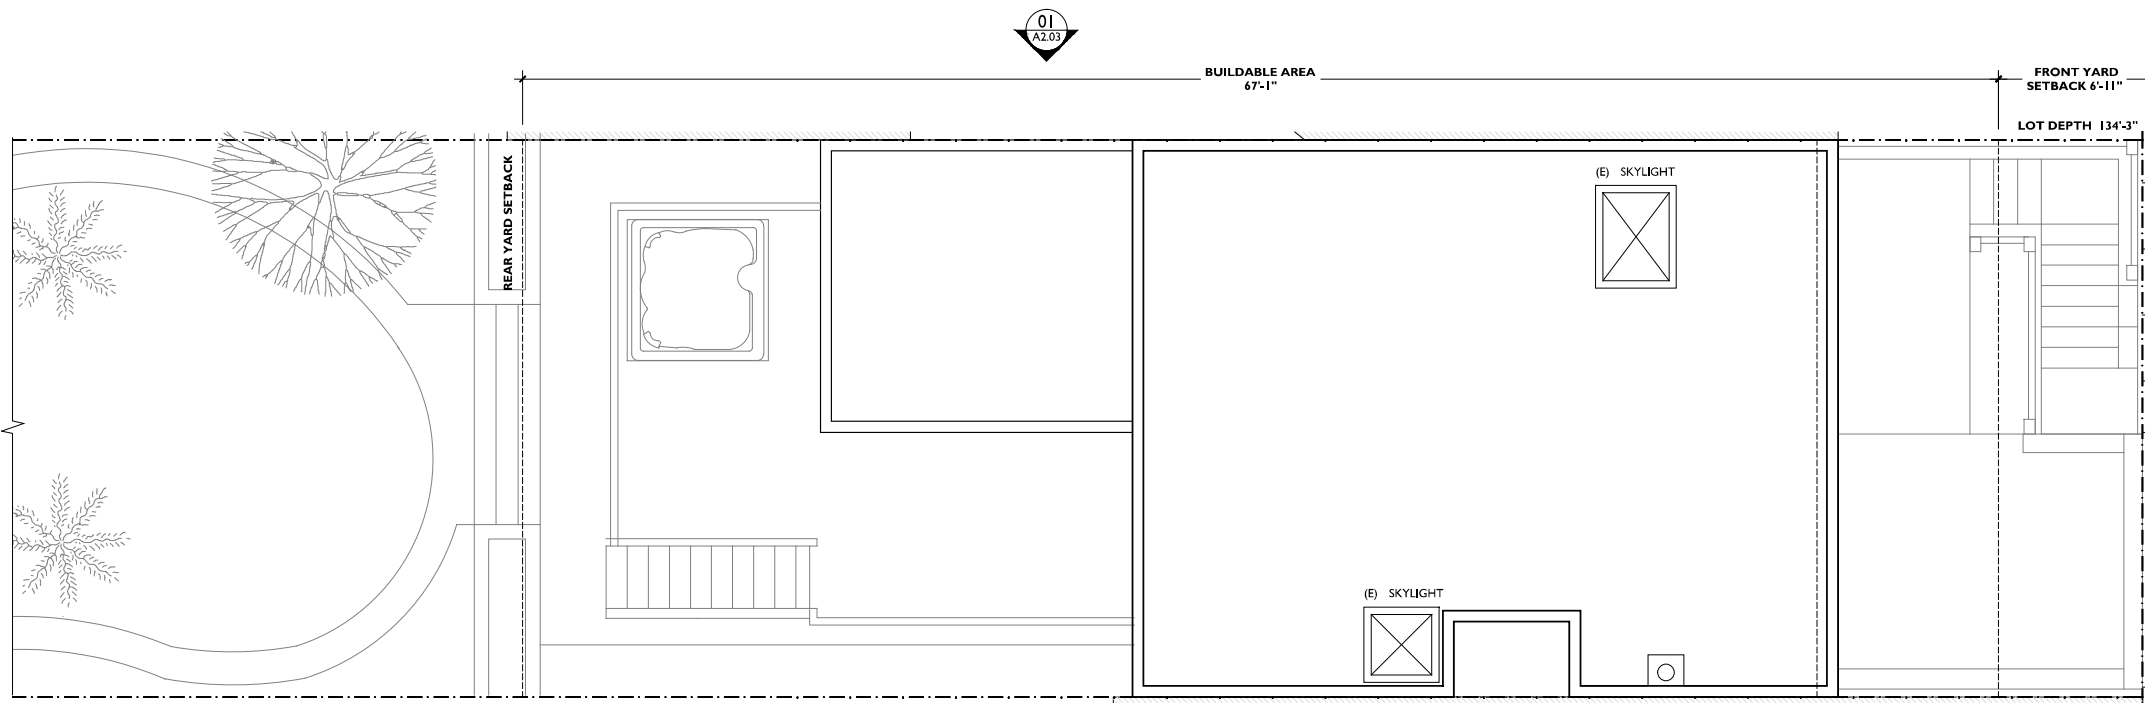 01
A2.03
BUILDABLE AREA
67'-1"
FRONT YARD
SETBACK 6'-11"
LOT DEPTH 134'-3"
REAR YARD SETBACK
(E) SKYLIGHT
(E) SKYLIGHT